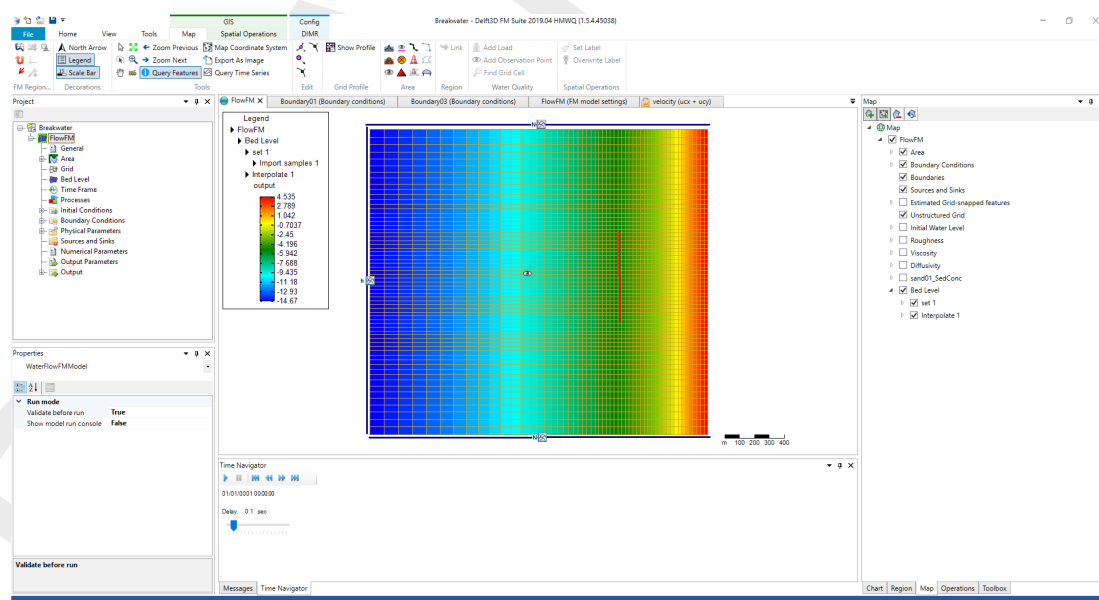 GIS
Config
Breakwater - Delft3D FM Suite 2019.04 HMWQ (1.5.4.45038)
File Home View Tools Map Spatial Operations DIMR
North Arrow Zoom Previous Map Coordinate System Show Profile Link Add Load Set Label
Legend Zoom Next Export As Image Add Observation Point Overwrite Label
Scale Bar Query Features Query Time Series Find Grid Cell
FM Region... Decorations Tools Edit Grid Profile Area Region Water Quality Spatial Operations
Project
Breakwater
FlowFM
General
Area
Grid
Bed Level
Time Frame
Processes
Initial Conditions
Boundary Conditions
Physical Parameters
Sources and Sinks
Numerical Parameters
Output Parameters
Output
Properties
WaterFlowFMModel
Run mode
Validate before run True
Show model run console False
Validate before run
FlowFM X Boundary01 (Boundary conditions) Boundary03 (Boundary conditions) FlowFM (FM model settings) velocity (ucx + ucy)
Legend
FlowFM
Bed Level
set 1
Import samples 1
Interpolate 1
output
4.535
2.789
1.042
-0.7037
-2.45
-4.196
-5.942
-7.688
-9.435
-11.18
-12.93
-14.67
N
h
N
m 100 200 300 400
Time Navigator
01/01/0001 00:00:00
Delay: 0.1 sec
Messages Time Navigator
Map
Map
FlowFM
Area
Boundary Conditions
Boundaries
Sources and Sinks
Estimated Grid-snapped features
Unstructured Grid
Initial Water Level
Roughness
Viscosity
Diffusivity
sand01_SedConc
Bed Level
set 1
Interpolate 1
Chart Region Map Operations Toolbox